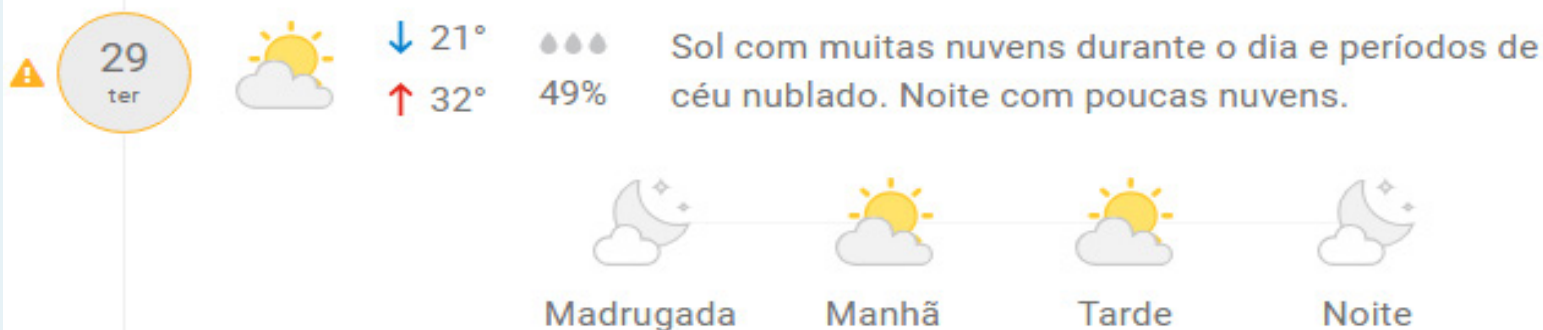 29
ter
↓ 21°
↑ 32°
49%
Sol com muitas nuvens durante o dia e períodos de
céu nublado. Noite com poucas nuvens.
Madrugada Manhã Tarde Noite